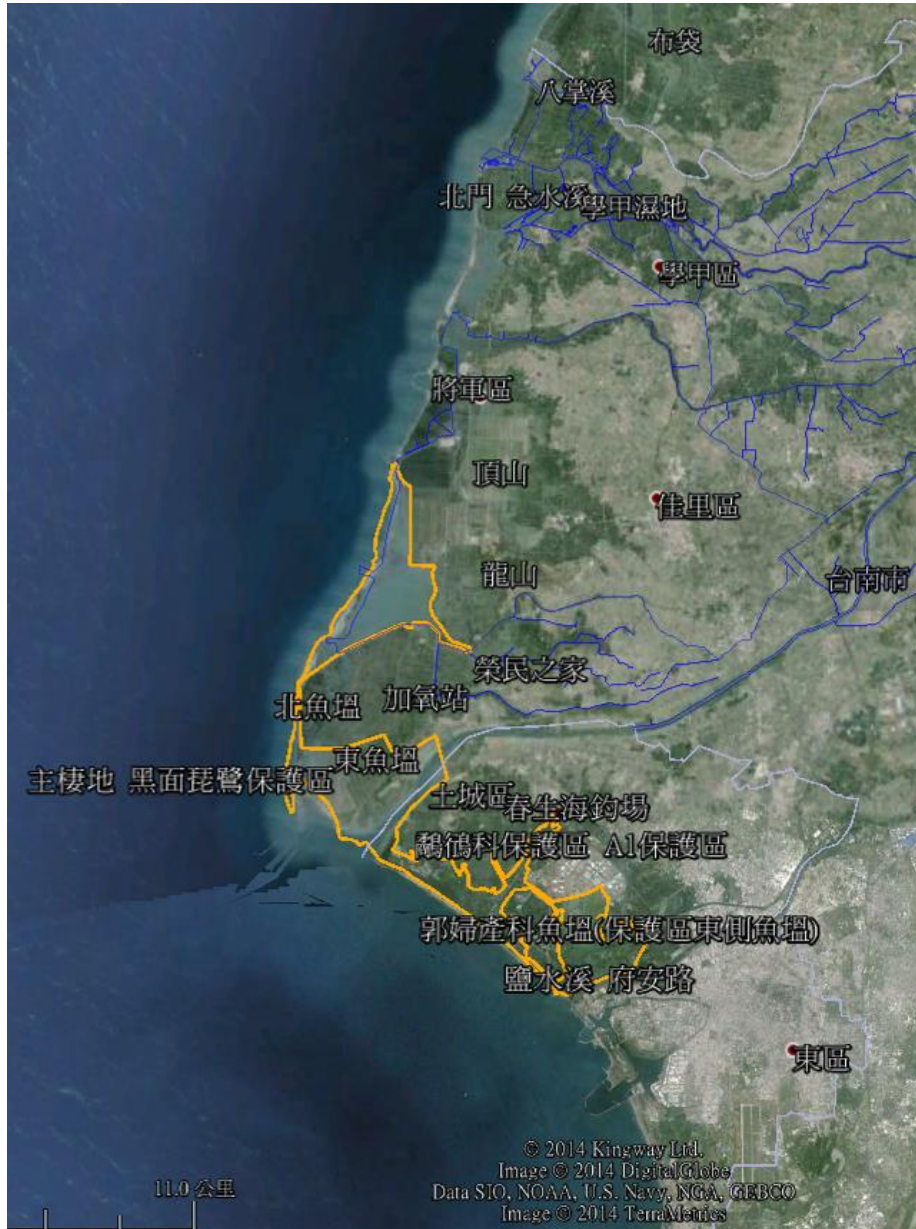 布袋
八掌溪
北門 急水溪
學甲濕地
學甲區
將軍區
頂山
佳里區
龍山
台南市
榮民之家
北魚塭
加氧站
東魚塭
主棲地 黑面琵鷺保護區
土城區
春生海釣場
鷸鴴科保護區 A1保護區
郭婦產科魚塭(保護區東側魚塭)
鹽水溪 府安路
東區
© 2014 Kingway Ltd.
Image © 2014 DigitalGlobe
Data SIO, NOAA, U.S. Navy, NGA, GEBCO
Image © 2014 TerraMetrics
11.0 公里